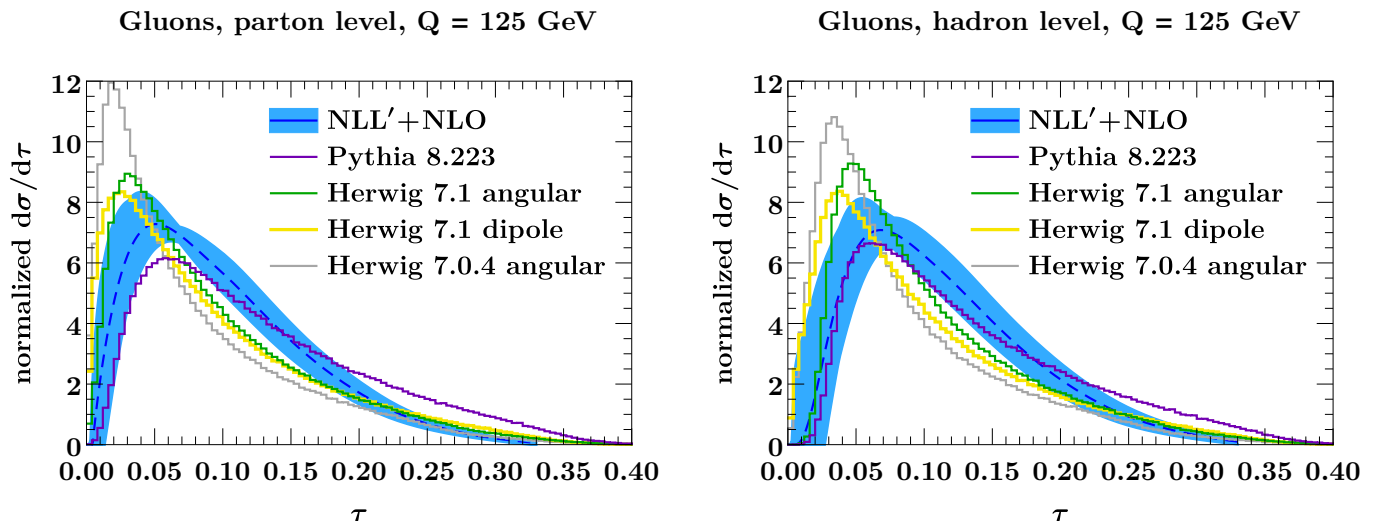 Gluons, parton level, Q = 125 GeV
normalized dσ/dτ
12
10
8
6
4
2
0
NLL′+NLO
Pythia 8.223
Herwig 7.1 angular
Herwig 7.1 dipole
Herwig 7.0.4 angular
0.00 0.05 0.10 0.15 0.20 0.25 0.30 0.35 0.40
τ
Gluons, hadron level, Q = 125 GeV
normalized dσ/dτ
12
10
8
6
4
2
0
NLL′+NLO
Pythia 8.223
Herwig 7.1 angular
Herwig 7.1 dipole
Herwig 7.0.4 angular
0.00 0.05 0.10 0.15 0.20 0.25 0.30 0.35 0.40
τ